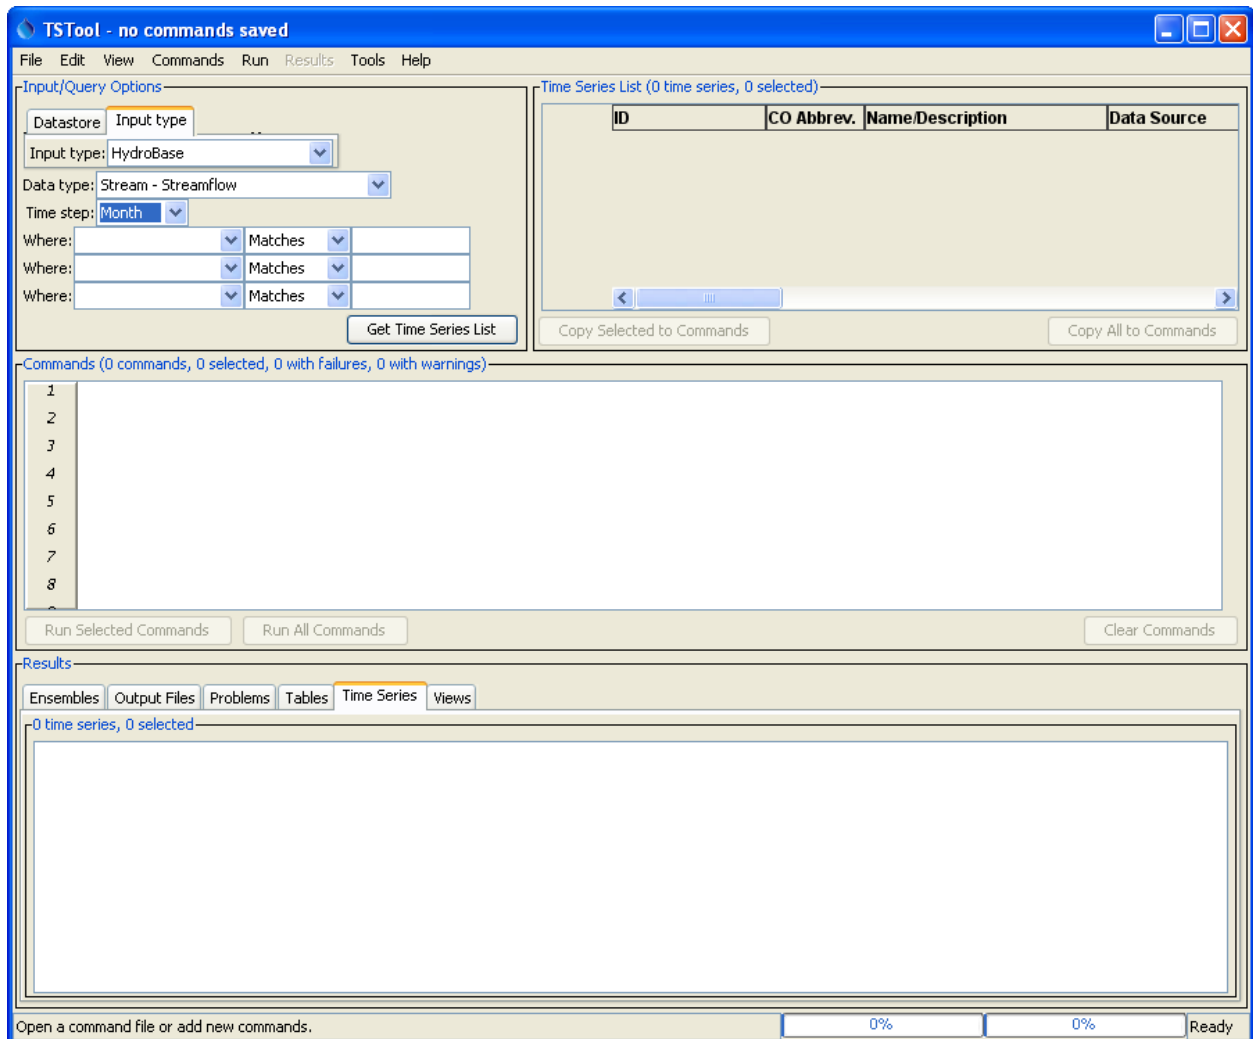 TSTool - no commands saved
File Edit View Commands Run Results Tools Help
Input/Query Options
Datastore Input type
Input type: HydroBase
Data type: Stream - Streamflow
Time step: Month
Where: Matches
Where: Matches
Where: Matches
Get Time Series List
Time Series List (0 time series, 0 selected)
ID CO Abbrev. Name/Description Data Source
Copy Selected to Commands Copy All to Commands
Commands (0 commands, 0 selected, 0 with failures, 0 with warnings)
1
2
3
4
5
6
7
8
Run Selected Commands Run All Commands Clear Commands
Results
Ensembles Output Files Problems Tables Time Series Views
0 time series, 0 selected
Open a command file or add new commands. 0% 0% Ready